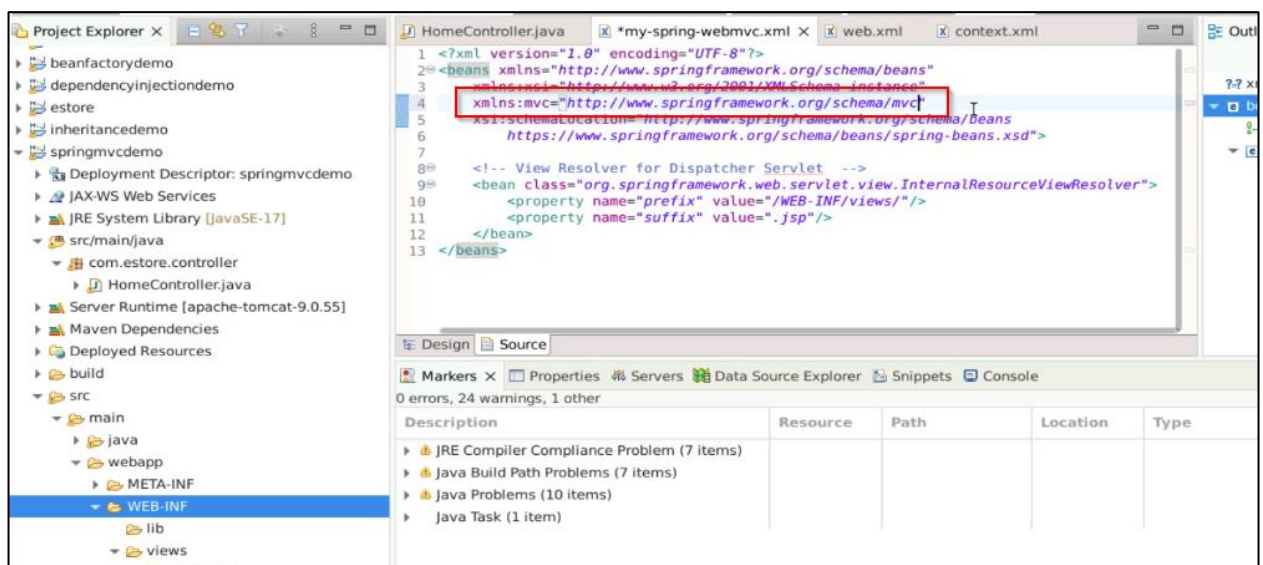 Project Explorer
beanfactorydemo
dependencyinjectiondemo
estore
inheritancedemo
springmvcdemo
Deployment Descriptor: springmvcdemo
JAX-WS Web Services
JRE System Library [JavaSE-17]
src/main/java
com.estore.controller
HomeController.java
Server Runtime [apache-tomcat-9.0.55]
Maven Dependencies
Deployed Resources
build
src
main
java
webapp
META-INF
WEB-INF
lib
views
HomeController.java *my-spring-webmvc.xml web.xml context.xml
1 <?xml version="1.0" encoding="UTF-8"?>
2 <beans xmlns="http://www.springframework.org/schema/beans"
3 xmlns:xsi="http://www.w3.org/2001/XMLSchema-instance"
4 xmlns:mvc="http://www.springframework.org/schema/mvc"
5 xsi:schemaLocation="http://www.springframework.org/schema/beans
6 https://www.springframework.org/schema/beans/spring-beans.xsd">
7
8 <!-- View Resolver for Dispatcher Servlet -->
9 <bean class="org.springframework.web.servlet.view.InternalResourceViewResolver">
10 <property name="prefix" value="/WEB-INF/views/"/>
11 <property name="suffix" value=".jsp"/>
12 </bean>
13 </beans>
Design Source
Markers Properties Servers Data Source Explorer Snippets Console
0 errors, 24 warnings, 1 other
Description Resource Path Location Type
JRE Compiler Compliance Problem (7 items)
Java Build Path Problems (7 items)
Java Problems (10 items)
Java Task (1 item)